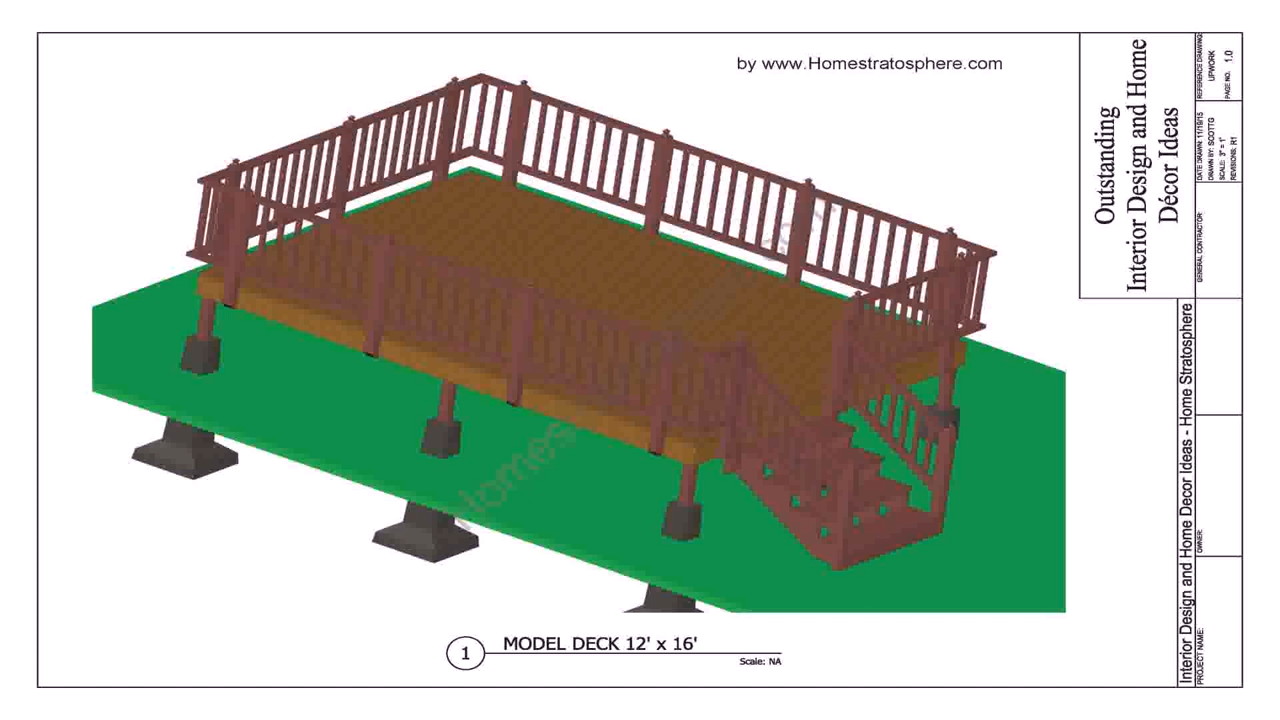 by www.Homestratosphere.com
Outstanding
Interior Design and Home
Décor Ideas
REFERENCE DRAWING:
UPWORK
PAGE NO. 1.0
DATE DRAWN: 11/19/15
DRAWN BY: SCOTTG
SCALE: 3" = 1'
REVISIONS: R1
GENERAL CONTRACTOR:
OWNER:
Interior Design and Home Decor Ideas - Home Stratosphere
PROJECT NAME:
1
MODEL DECK 12' x 16'
Scale: NA